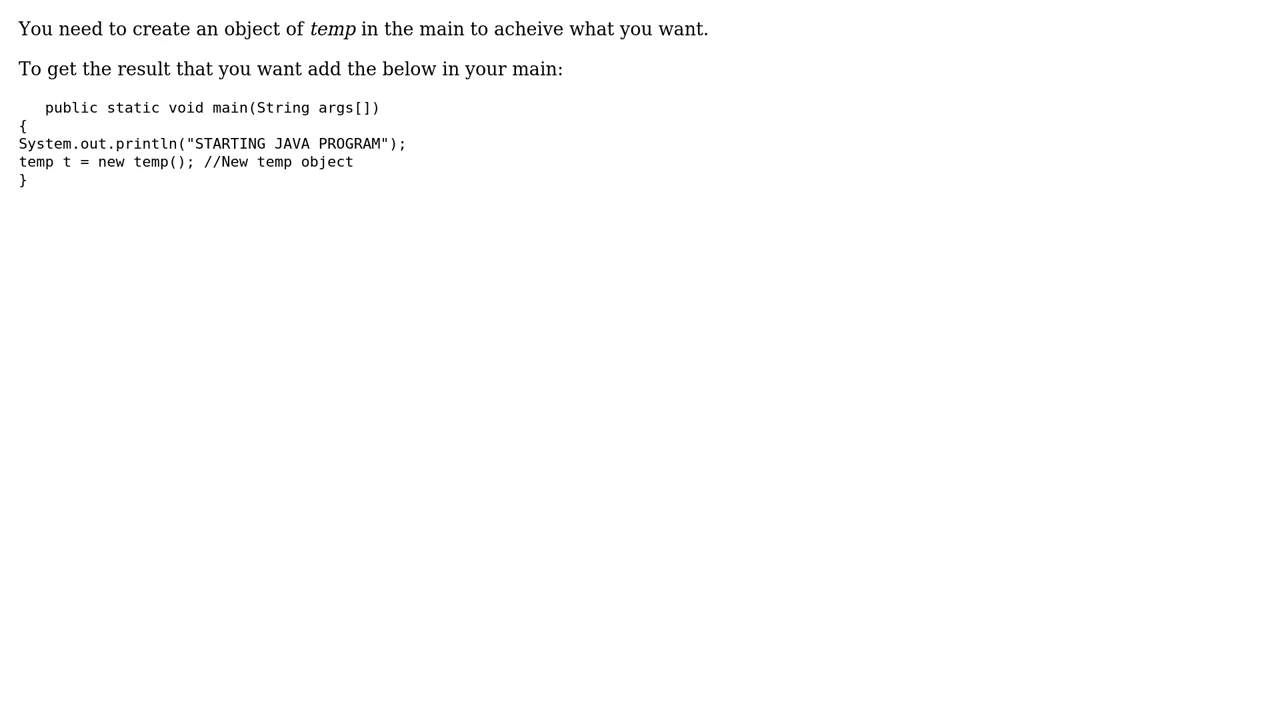 You need to create an object of temp in the main to acheive what you want.
To get the result that you want add the below in your main:
   public static void main(String args[])
{
System.out.println("STARTING JAVA PROGRAM");
temp t = new temp(); //New temp object
}